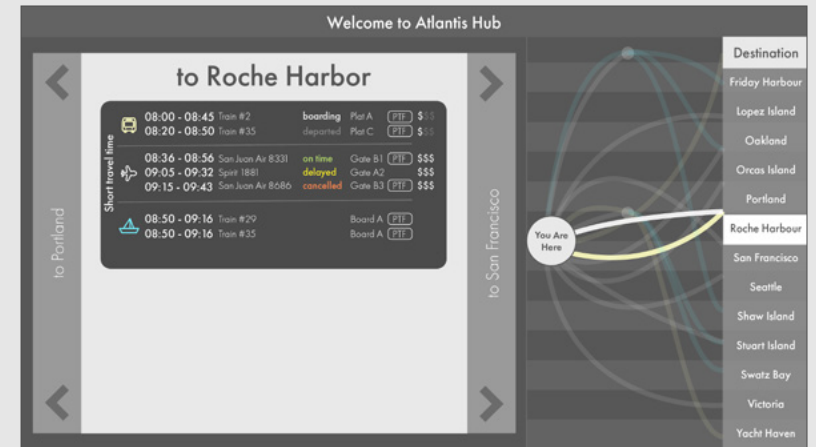 Welcome to Atlantis Hub
to Portland
to Roche Harbor
Short travel time
08:00 - 08:45 Train #2 boarding Plat A PTF $$$
08:20 - 08:50 Train #35 departed Plat C PTF $$$
08:36 - 08:56 San Juan Air 8331 on time Gate B1 PTF $$$
09:05 - 09:32 Spirit 1881 delayed Gate A2 $$$
09:15 - 09:43 San Juan Air 8686 cancelled Gate B3 PTF $$$
08:50 - 09:16 Train #29 Board A PTF
08:50 - 09:16 Train #35 Board A PTF
to San Francisco
You Are
Here
Destination
Friday Harbour
Lopez Island
Oakland
Orcas Island
Portland
Roche Harbour
San Francisco
Seattle
Shaw Island
Stuart Island
Swatz Bay
Victoria
Yacht Haven